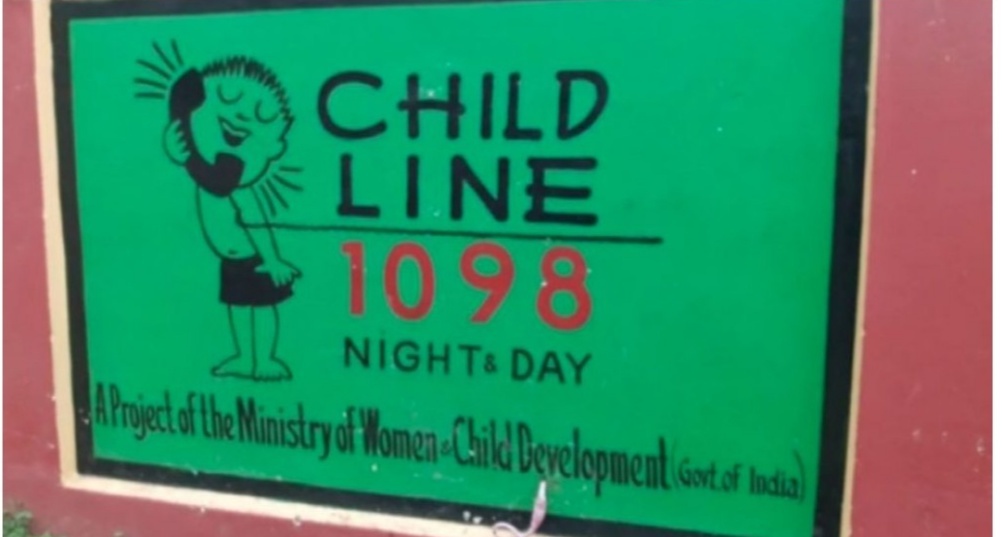 CHILD
LINE
1098
NIGHT & DAY
A Project of the Ministry of Women & Child Development (Govt. of India)